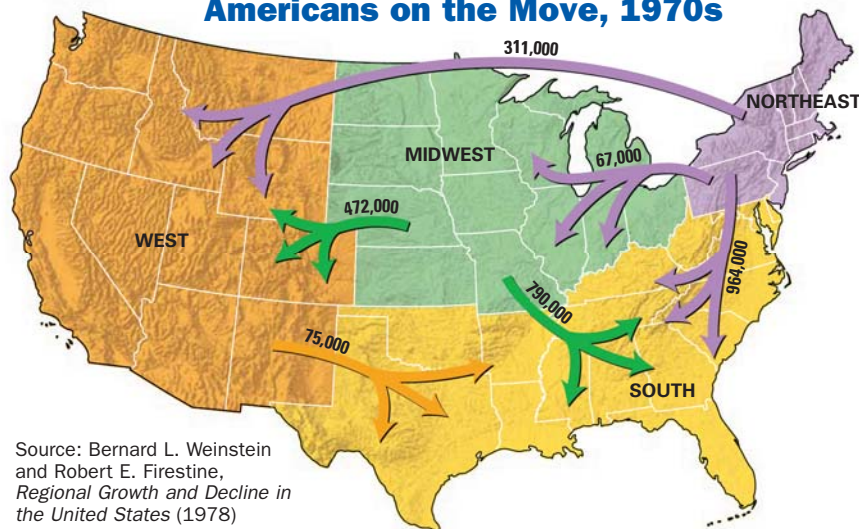 Americans on the Move, 1970s
311,000
NORTHEAST
MIDWEST
67,000
472,000
WEST
964,000
790,000
75,000
SOUTH
Source: Bernard L. Weinstein
and Robert E. Firestine,
Regional Growth and Decline in
the United States (1978)